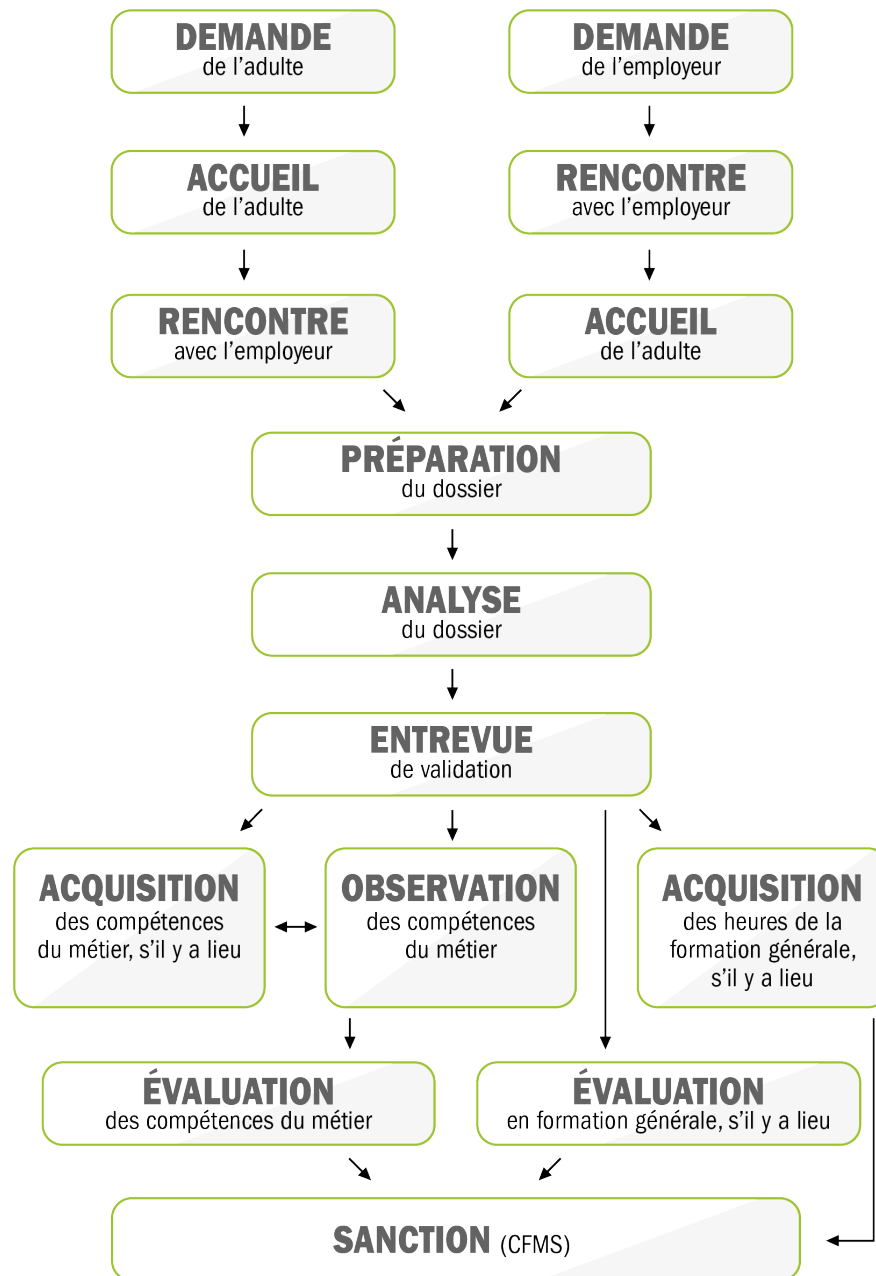 DEMANDE
de l'adulte
DEMANDE
de l'employeur
ACCUEIL
de l'adulte
RENCONTRE
avec l'employeur
RENCONTRE
avec l'employeur
ACCUEIL
de l'adulte
PRÉPARATION
du dossier
ANALYSE
du dossier
ENTREVUE
de validation
ACQUISITION
des compétences
du métier, s'il y a lieu
OBSERVATION
des compétences
du métier
ACQUISITION
des heures de la
formation générale,
s'il y a lieu
ÉVALUATION
des compétences du métier
ÉVALUATION
en formation générale, s'il y a lieu
SANCTION (CFMS)